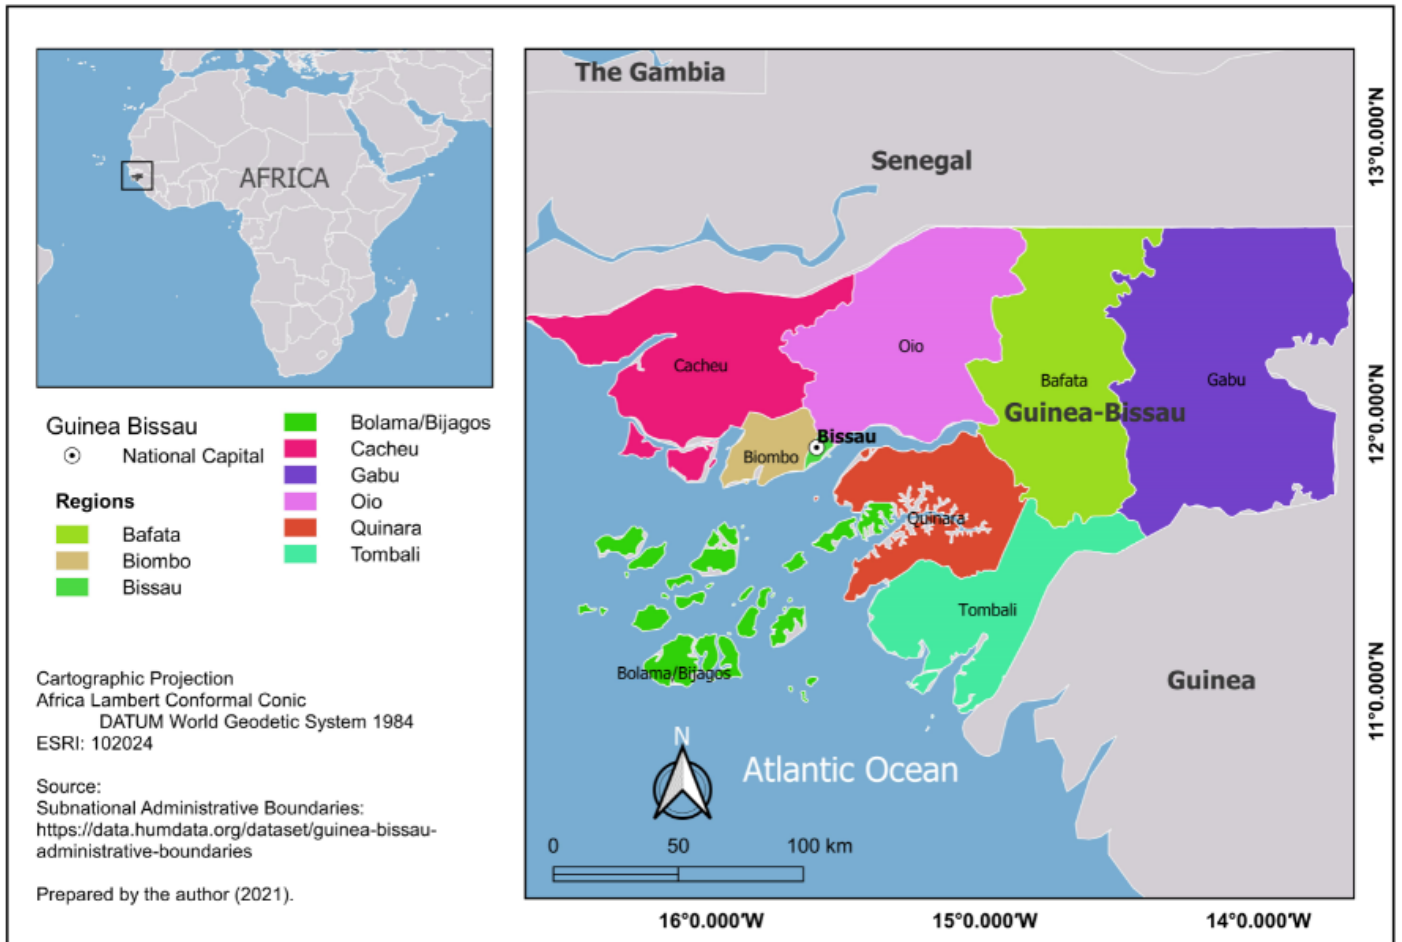 AFRICA
Guinea Bissau
National Capital
Regions
Bafata
Biombo
Bissau
Bolama/Bijagos
Cacheu
Gabu
Oio
Quinara
Tombali
Cartographic Projection
Africa Lambert Conformal Conic
DATUM World Geodetic System 1984
ESRI: 102024
Source:
Subnational Administrative Boundaries:
https://data.humdata.org/dataset/guinea-bissau-
administrative-boundaries
Prepared by the author (2021).
The Gambia
Senegal
Oio
Cacheu
Bafata
Gabu
Guinea-Bissau
Bissau
Biombo
Quinara
Tombali
Bolama/Bijagos
Guinea
N
Atlantic Ocean
0 50 100 km
13°0.000'N
12°0.000'N
11°0.000'N
16°0.000'W 15°0.000'W 14°0.000'W